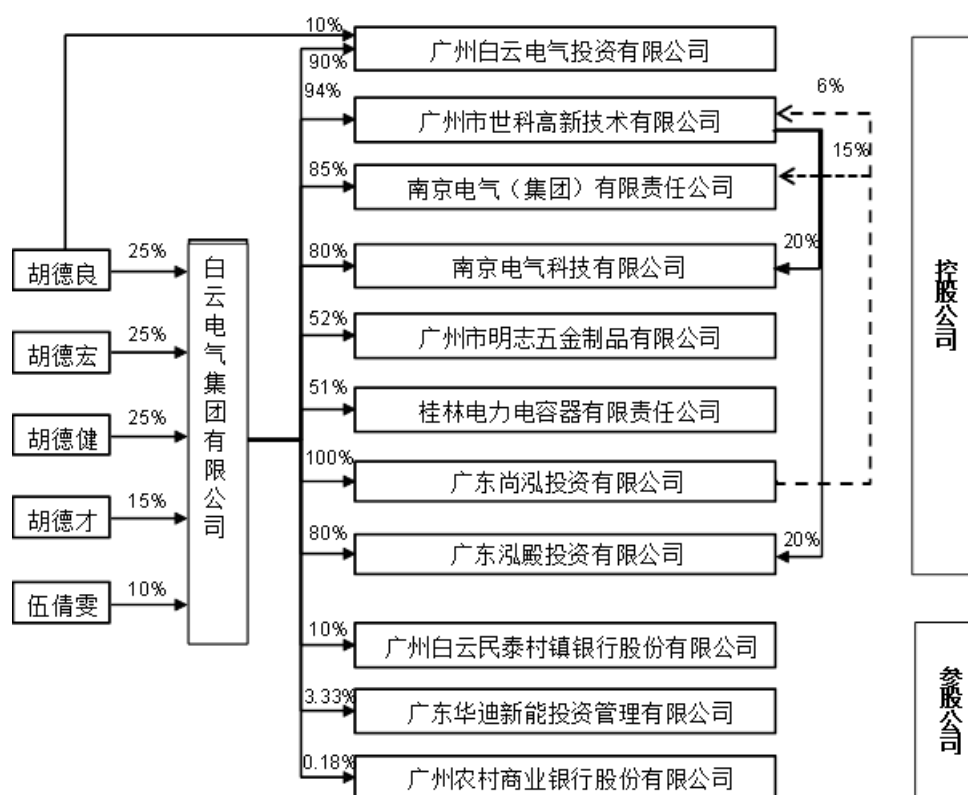 10%
广州白云电气投资有限公司
90%
94%
广州市世科高新技术有限公司
6%
85%
南京电气（集团）有限责任公司
15%
胡德良
25%
80%
南京电气科技有限公司
20%
胡德宏
25%
52%
广州市明志五金制品有限公司
胡德健
25%
51%
桂林电力电容器有限责任公司
100%
广东尚泓投资有限公司
胡德才
15%
80%
广东泓殿投资有限公司
20%
伍倩雯
10%
白云电气集团有限公司
10%
广州白云民泰村镇银行股份有限公司
3.33%
广东华迪新能投资管理有限公司
0.18%
广州农村商业银行股份有限公司
控股公司
参股公司